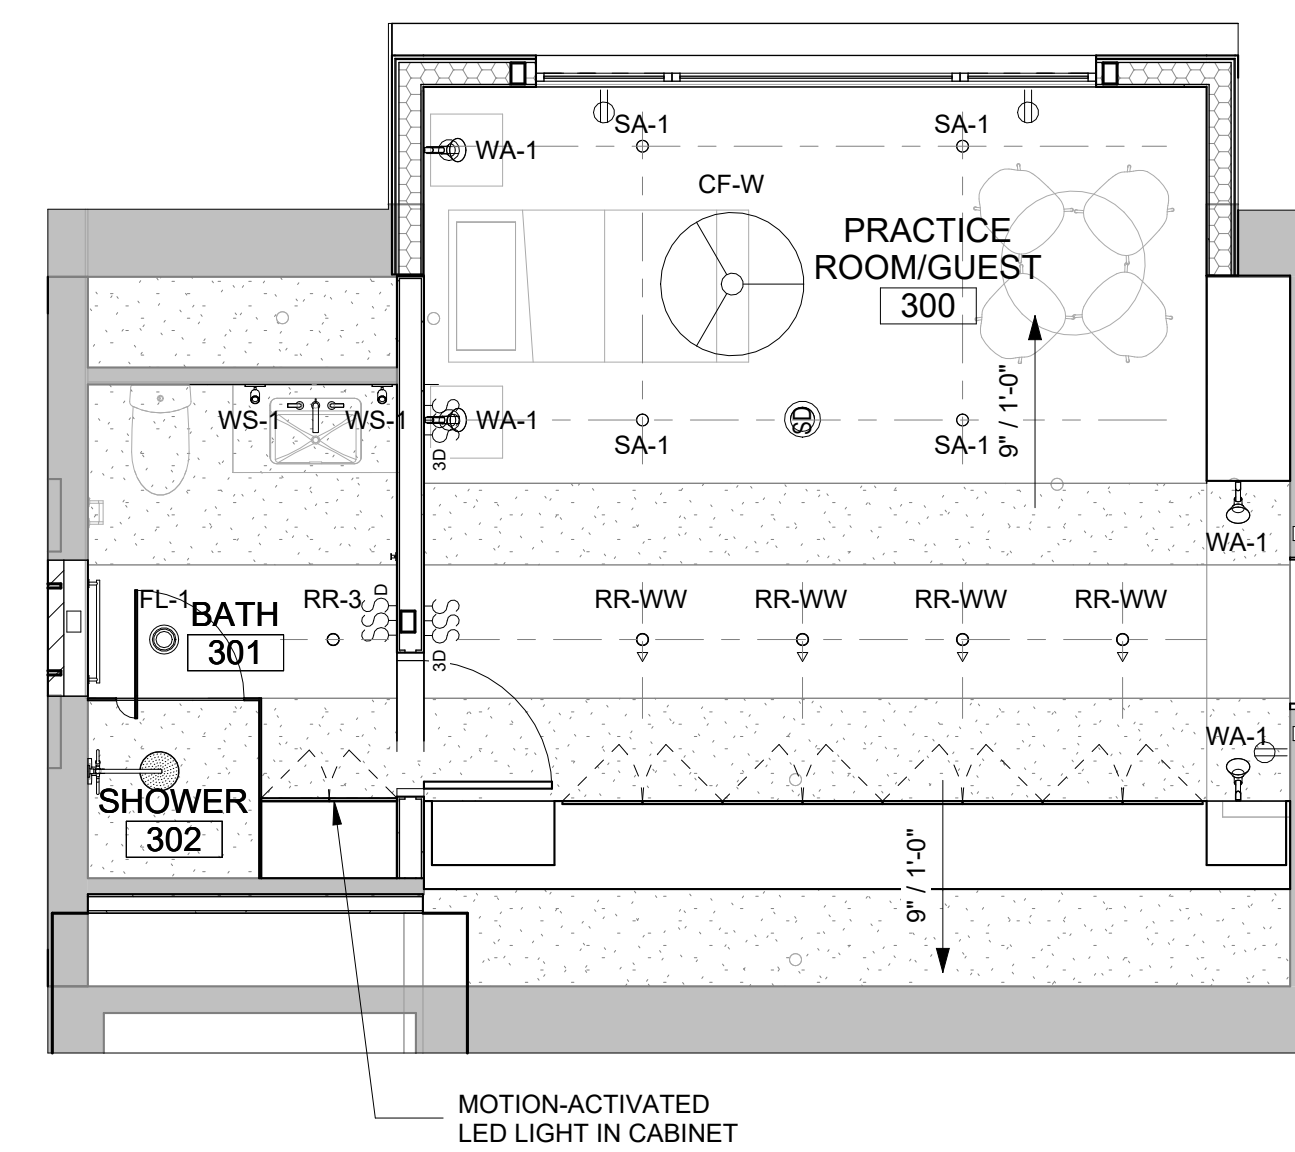 SA-1
SA-1
WA-1
CF-W
PRACTICE
ROOM/GUEST
300
WS-1
WS-1
WA-1
SA-1
SD
SA-1
9" / 1'-0"
3D
WA-1
FL-1
BATH
301
RR-3
D
3D
RR-WW
RR-WW
RR-WW
RR-WW
WA-1
SHOWER
302
9" / 1'-0"
MOTION-ACTIVATED
LED LIGHT IN CABINET